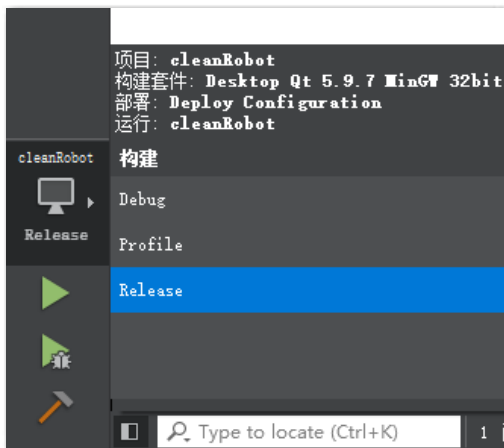 项目: cleanRobot
构建套件: Desktop Qt 5.9.7 MinGW 32bit
部署: Deploy Configuration
运行: cleanRobot
cleanRobot
构建
Debug
Release
Profile
Release
Type to locate (Ctrl+K)
1